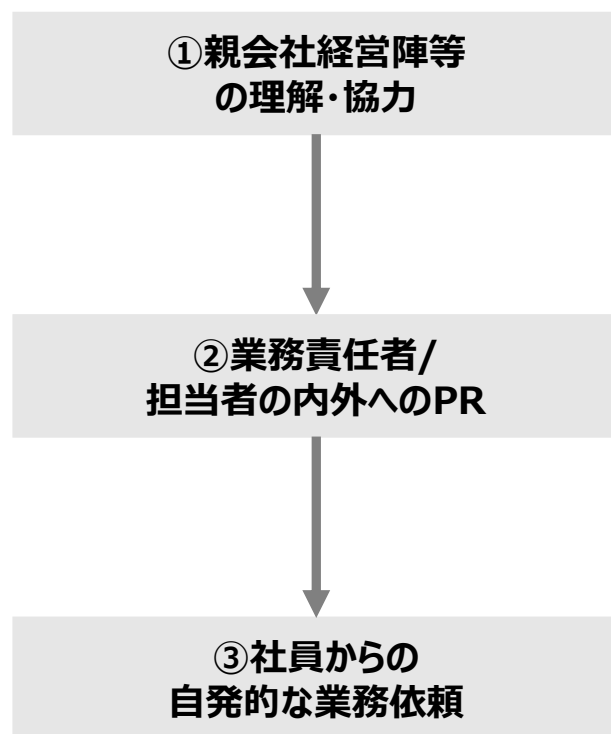 ①親会社経営陣等
の理解・協力
②業務責任者/
担当者の内外へのPR
③社員からの
自発的な業務依頼